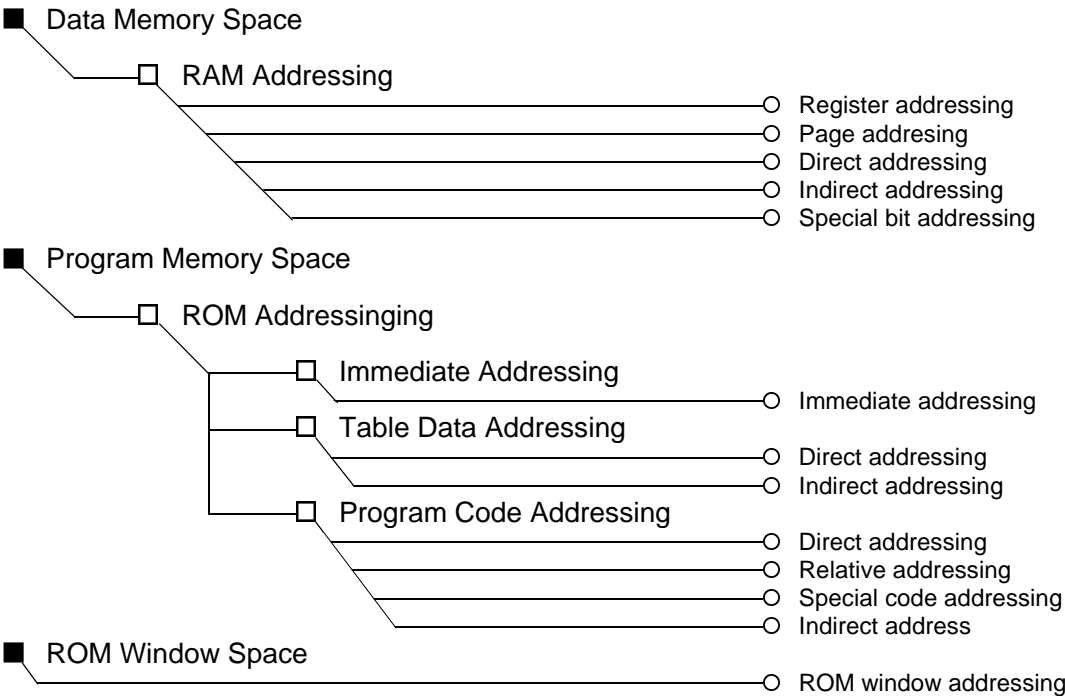 Data Memory Space
RAM Addressing
Register addressing
Page addresing
Direct addressing
Indirect addressing
Special bit addressing
Program Memory Space
ROM Addressinging
Immediate Addressing
Immediate addressing
Table Data Addressing
Direct addressing
Indirect addressing
Program Code Addressing
Direct addressing
Relative addressing
Special code addressing
Indirect address
ROM Window Space
ROM window addressing